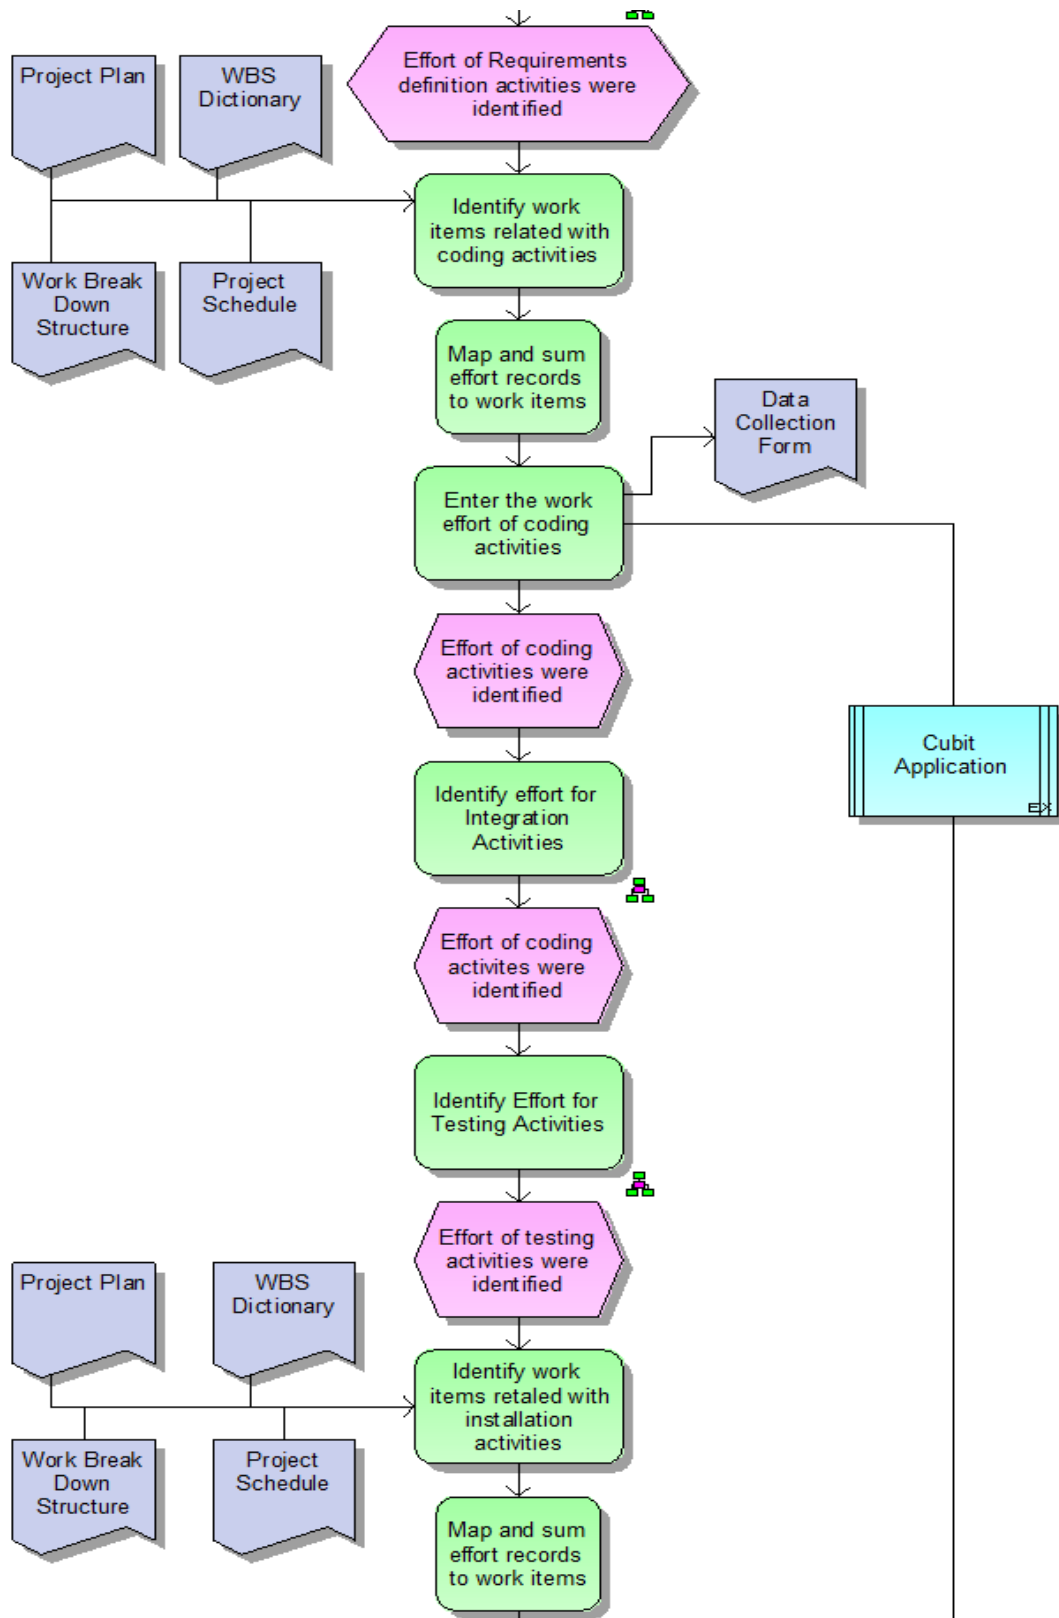 Effort of Requirements
definition activities were
identified
Project Plan
WBS
Dictionary
Identify work
items related with
coding activities
Work Break
Down
Structure
Project
Schedule
Map and sum
effort records
to work items
Data
Collection
Form
Enter the work
effort of coding
activities
Effort of coding
activities were
identified
Cubit
Application
EX
Identify effort for
Integration
Activities
Effort of coding
activites were
identified
Identify Effort for
Testing Activities
Effort of testing
activities were
identified
Project Plan
WBS
Dictionary
Identify work
items retaled with
installation
activities
Work Break
Down
Structure
Project
Schedule
Map and sum
effort records
to work items